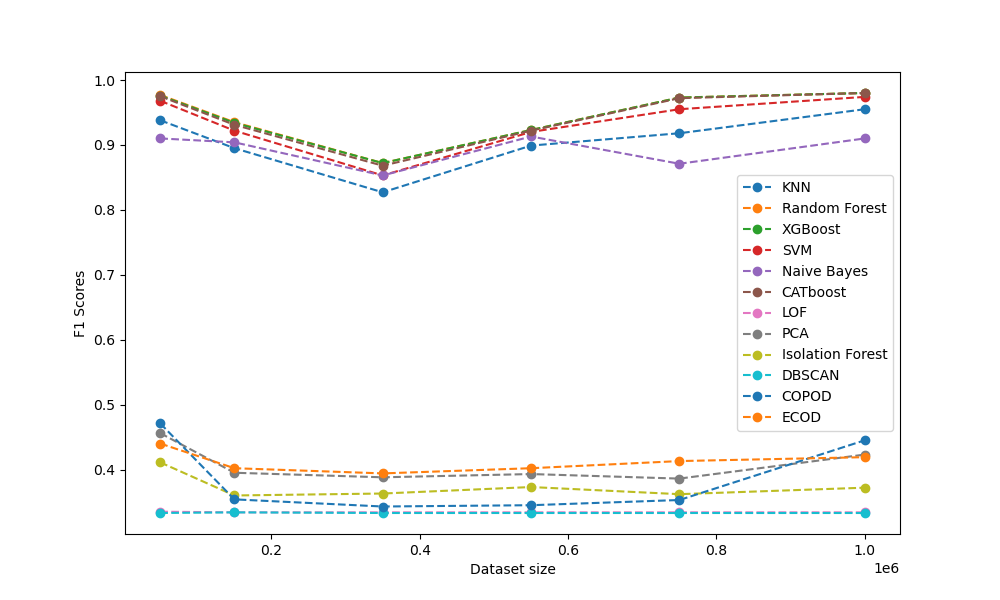 1.0
0.9
0.8
0.7
0.6
0.5
0.4
F1 Scores
KNN
Random Forest
XGBoost
SVM
Naive Bayes
CATboost
LOF
PCA
Isolation Forest
DBSCAN
COPOD
ECOD
0.2 0.4 0.6 0.8 1.0
1e6
Dataset size